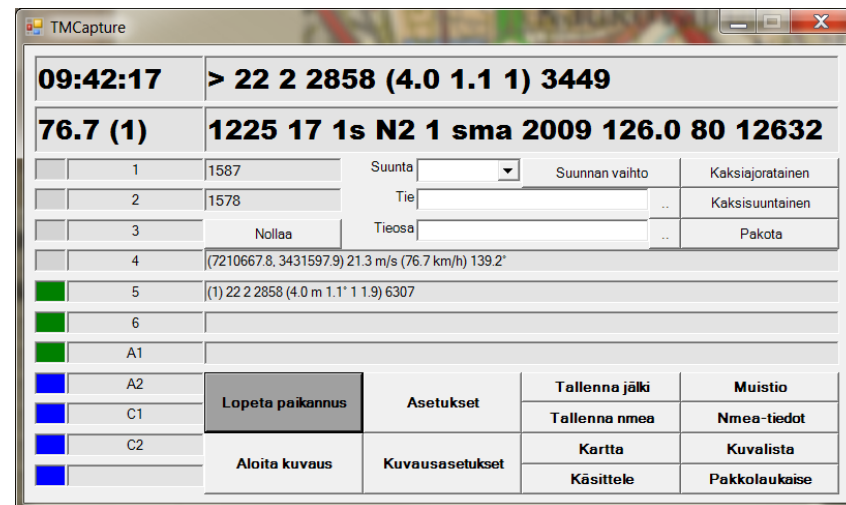 TMCapture
09:42:17 > 22 2 2858 (4.0 1.1 1) 3449
76.7 (1) 1225 17 1s N2 1 sma 2009 126.0 80 12632
1 1587 Suunta Suunnan vaihto Kaksiajoratainen
2 1578 Tie .. Kaksisuuntainen
3 Nollaa Tieosa .. Pakota
4 (7210667.8, 3431597.9) 21.3 m/s (76.7 km/h) 139.2°
5 (1) 22 2 2858 (4.0 m 1.1° 1 1.9) 6307
6
A1
A2 Lopeta paikannus Asetukset Tallenna jälki Muistio
C1 Tallenna nmea Nmea-tiedot
C2 Aloita kuvaus Kuvausasetukset Kartta Kuvalista
Käsittele Pakkolaukaise